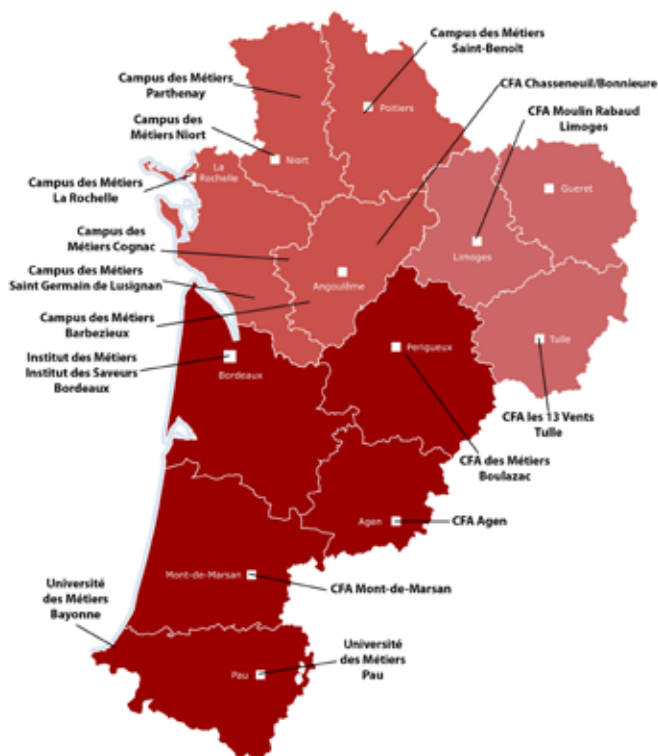 Campus des Métiers
Saint-Benoît
Campus des Métiers
Parthenay
CFA Chasseneuil/Bonnieure
Poitiers
CFA Moulin Rabaud
Limoges
Campus des
Métiers Niort
Niort
La
Rochelle
Campus des Métiers
La Rochelle
Gueret
Campus des
Métiers Cognac
Limoges
Campus des Métiers
Saint Germain de Lusignan
Angoulême
Campus des Métiers
Barbezieux
Tulle
Perigueux
Institut des Métiers
Institut des Saveurs
Bordeaux
Bordeaux
CFA les 13 Vents
Tulle
CFA des Métiers
Boulazac
Agen
CFA Agen
Mont-de-Marsan
CFA Mont-de-Marsan
Université
des Métiers
Bayonne
Université
des Métiers
Pau
Pau